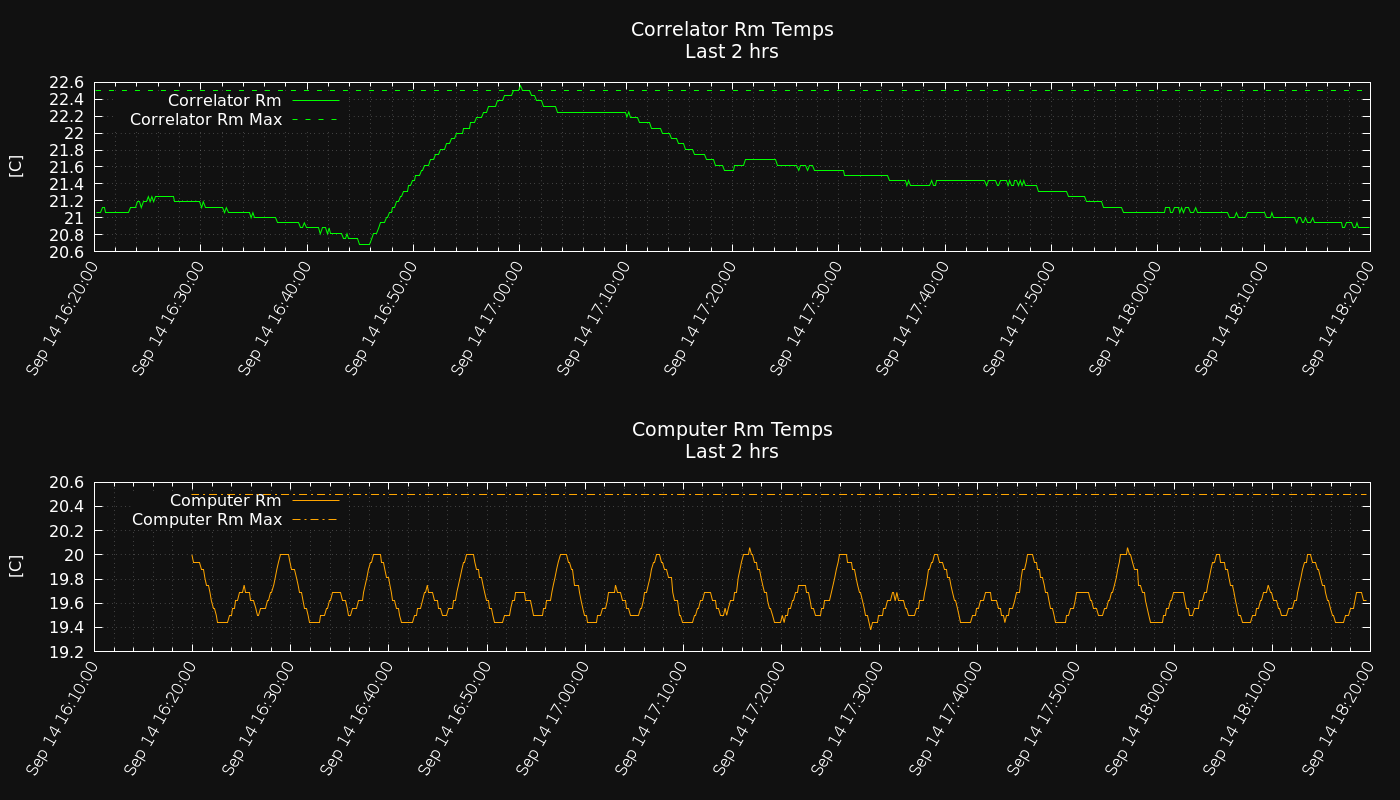 Correlator Rm Temps
Last 2 hrs
22.6
22.4
22.2
22
21.8
21.6
21.4
21.2
21
20.8
20.6
[C]
Correlator Rm
Correlator Rm Max
Sep 14 16:20:00
Sep 14 16:30:00
Sep 14 16:40:00
Sep 14 16:50:00
Sep 14 17:00:00
Sep 14 17:10:00
Sep 14 17:20:00
Sep 14 17:30:00
Sep 14 17:40:00
Sep 14 17:50:00
Sep 14 18:00:00
Sep 14 18:10:00
Sep 14 18:20:00
Computer Rm Temps
Last 2 hrs
20.6
20.4
20.2
20
19.8
19.6
19.4
19.2
[C]
Computer Rm
Computer Rm Max
Sep 14 16:10:00
Sep 14 16:20:00
Sep 14 16:30:00
Sep 14 16:40:00
Sep 14 16:50:00
Sep 14 17:00:00
Sep 14 17:10:00
Sep 14 17:20:00
Sep 14 17:30:00
Sep 14 17:40:00
Sep 14 17:50:00
Sep 14 18:00:00
Sep 14 18:10:00
Sep 14 18:20:00